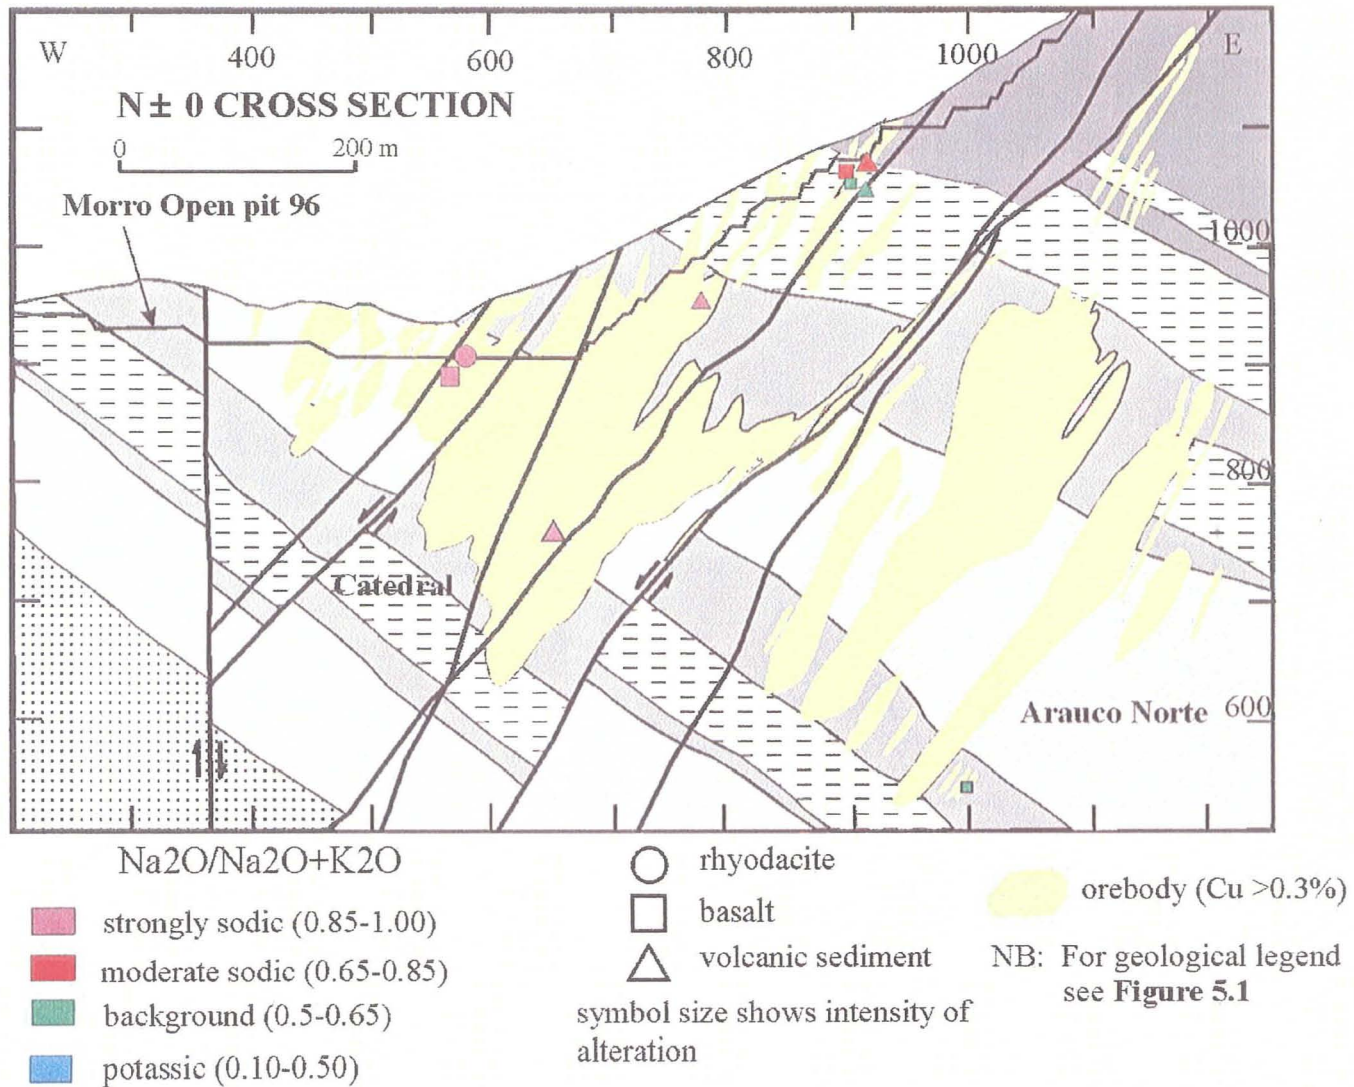 W
400
600
800
1000
E
N ± 0 CROSS SECTION
0
200 m
Morro Open pit 96
1000
800
Catedral
Arauco Norte
600
Na2O/Na2O+K2O
strongly sodic (0.85-1.00)
moderate sodic (0.65-0.85)
background (0.5-0.65)
potassic (0.10-0.50)
rhyodacite
basalt
volcanic sediment
symbol size shows intensity of
alteration
orebody (Cu >0.3%)
NB: For geological legend
see Figure 5.1